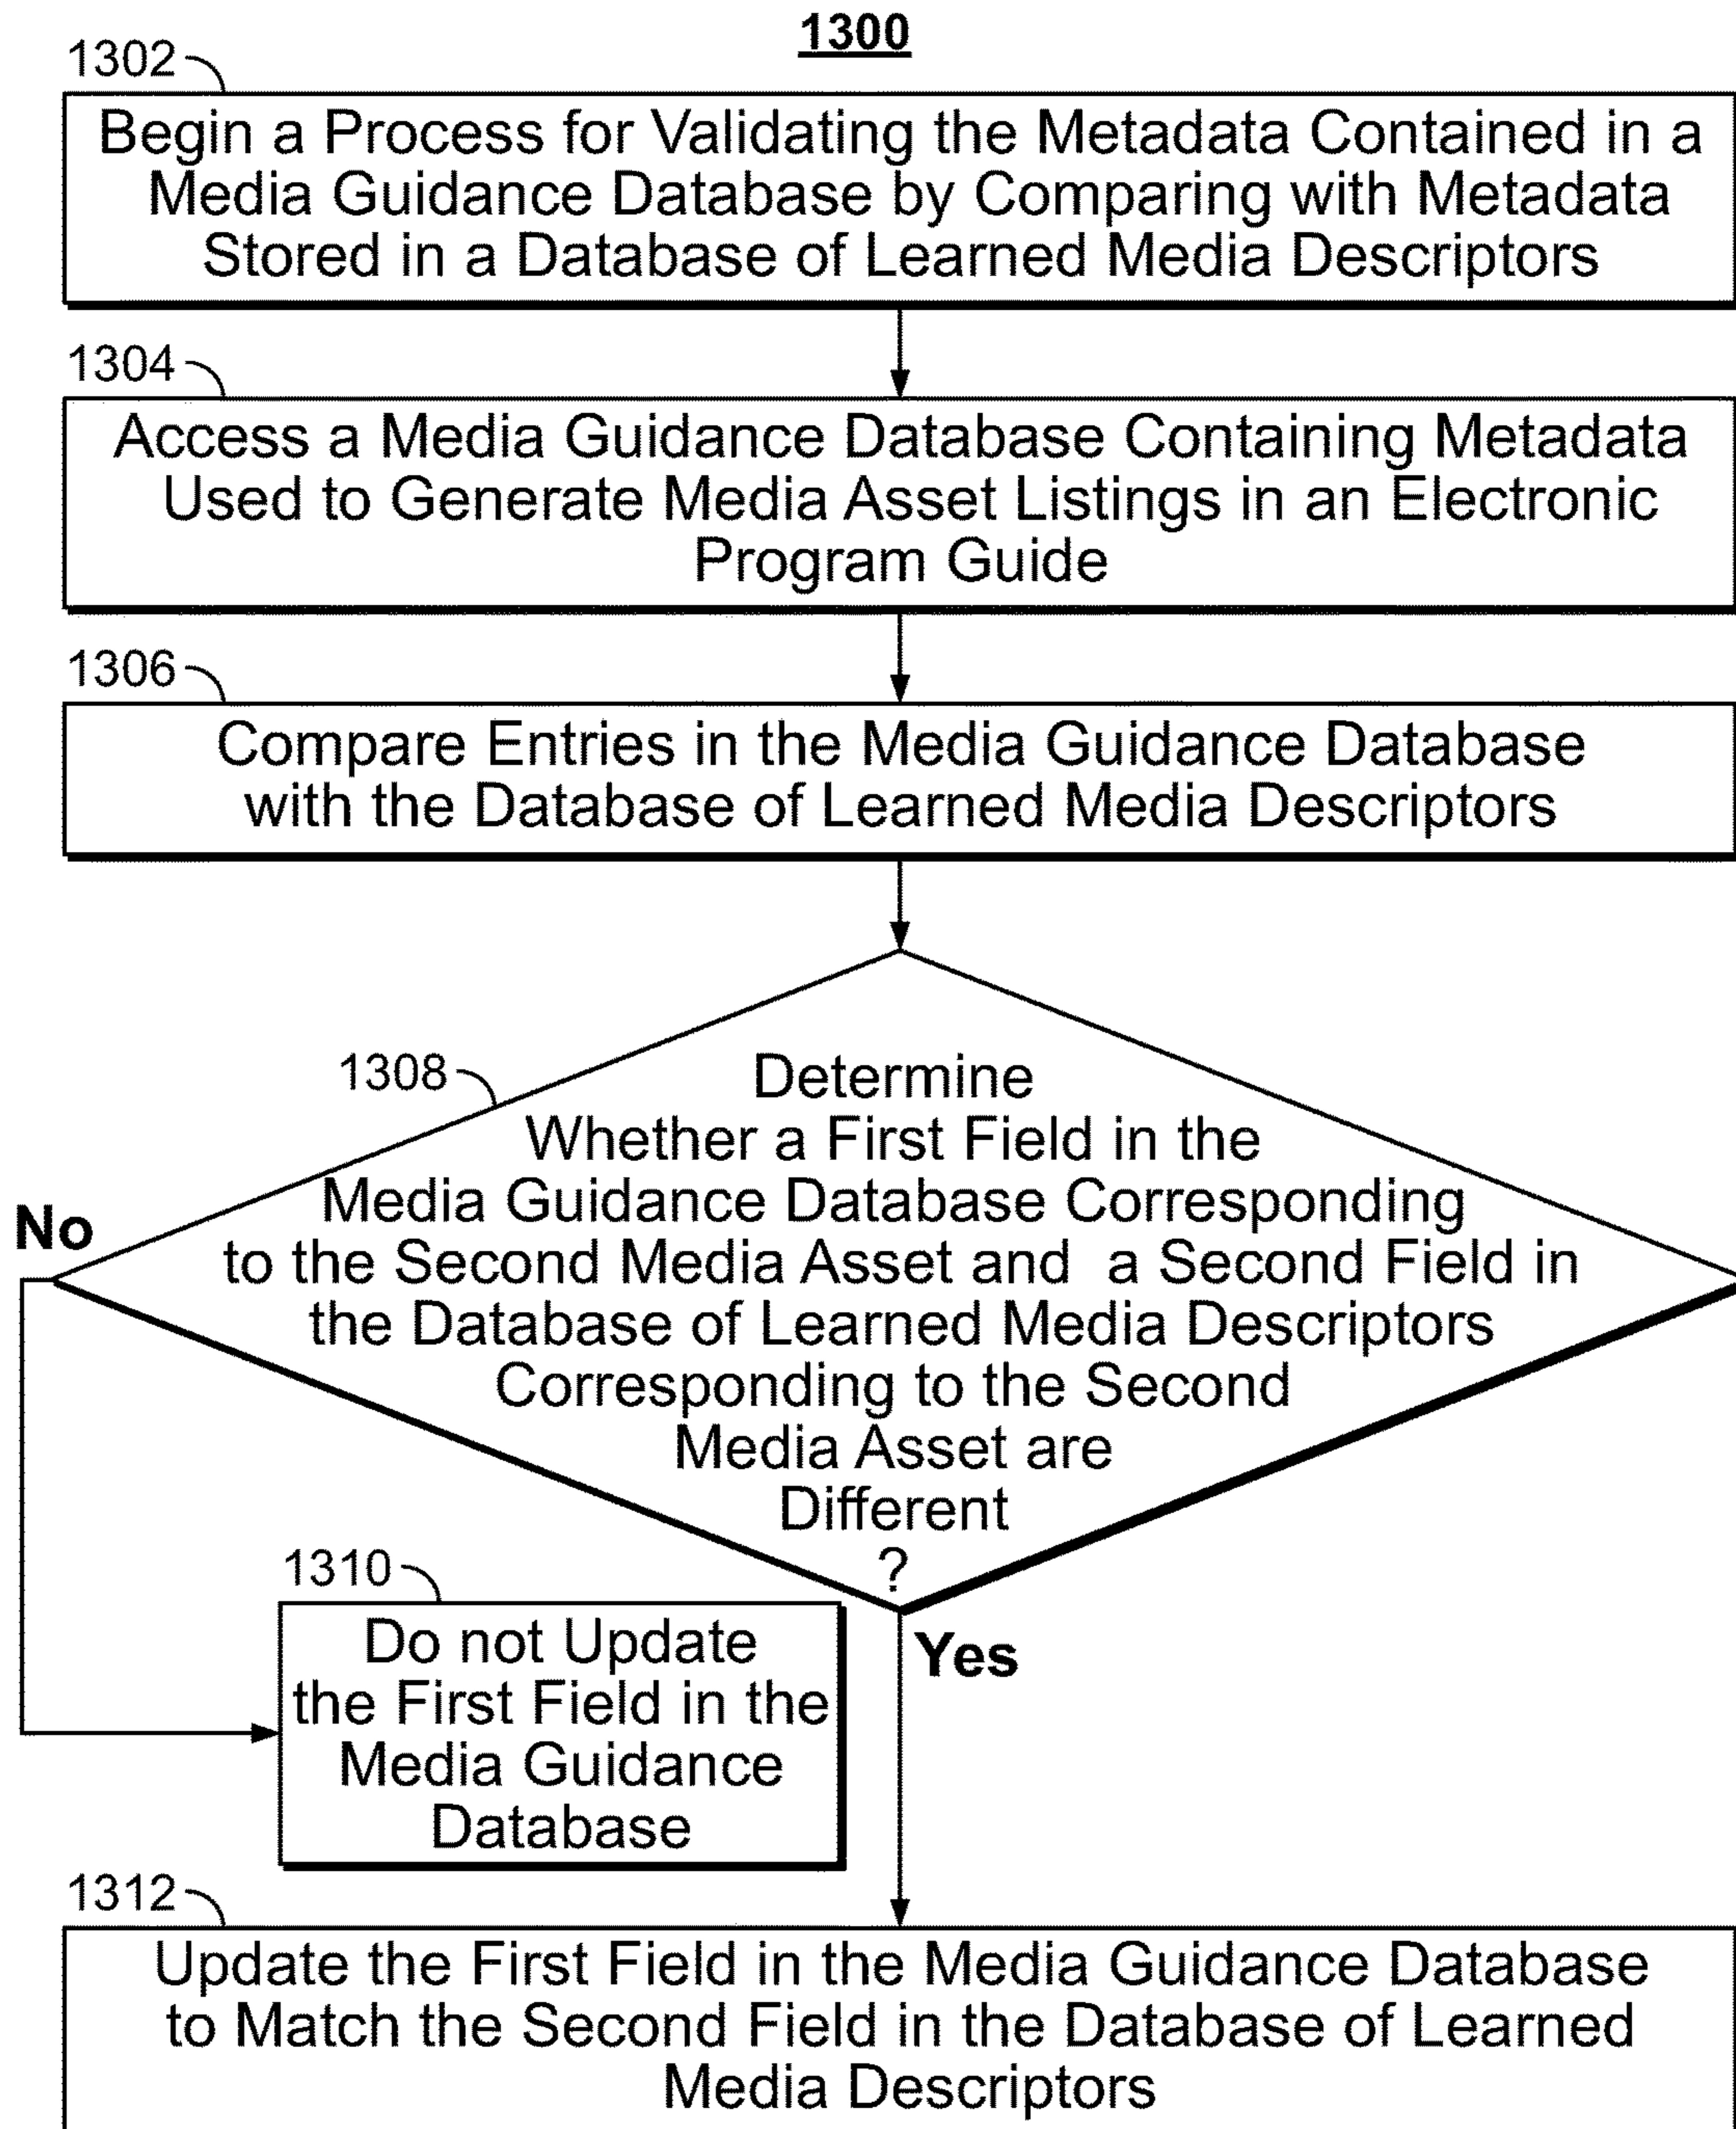 1300
1302
Begin a Process for Validating the Metadata Contained in a
Media Guidance Database by Comparing with Metadata
Stored in a Database of Learned Media Descriptors
1304
Access a Media Guidance Database Containing Metadata
Used to Generate Media Asset Listings in an Electronic
Program Guide
1306
Compare Entries in the Media Guidance Database
with the Database of Learned Media Descriptors
1308
Determine
Whether a First Field in the
Media Guidance Database Corresponding
to the Second Media Asset and a Second Field in
the Database of Learned Media Descriptors
Corresponding to the Second
Media Asset are
Different
?
No
Yes
1310
Do not Update
the First Field in the
Media Guidance
Database
1312
Update the First Field in the Media Guidance Database
to Match the Second Field in the Database of Learned
Media Descriptors